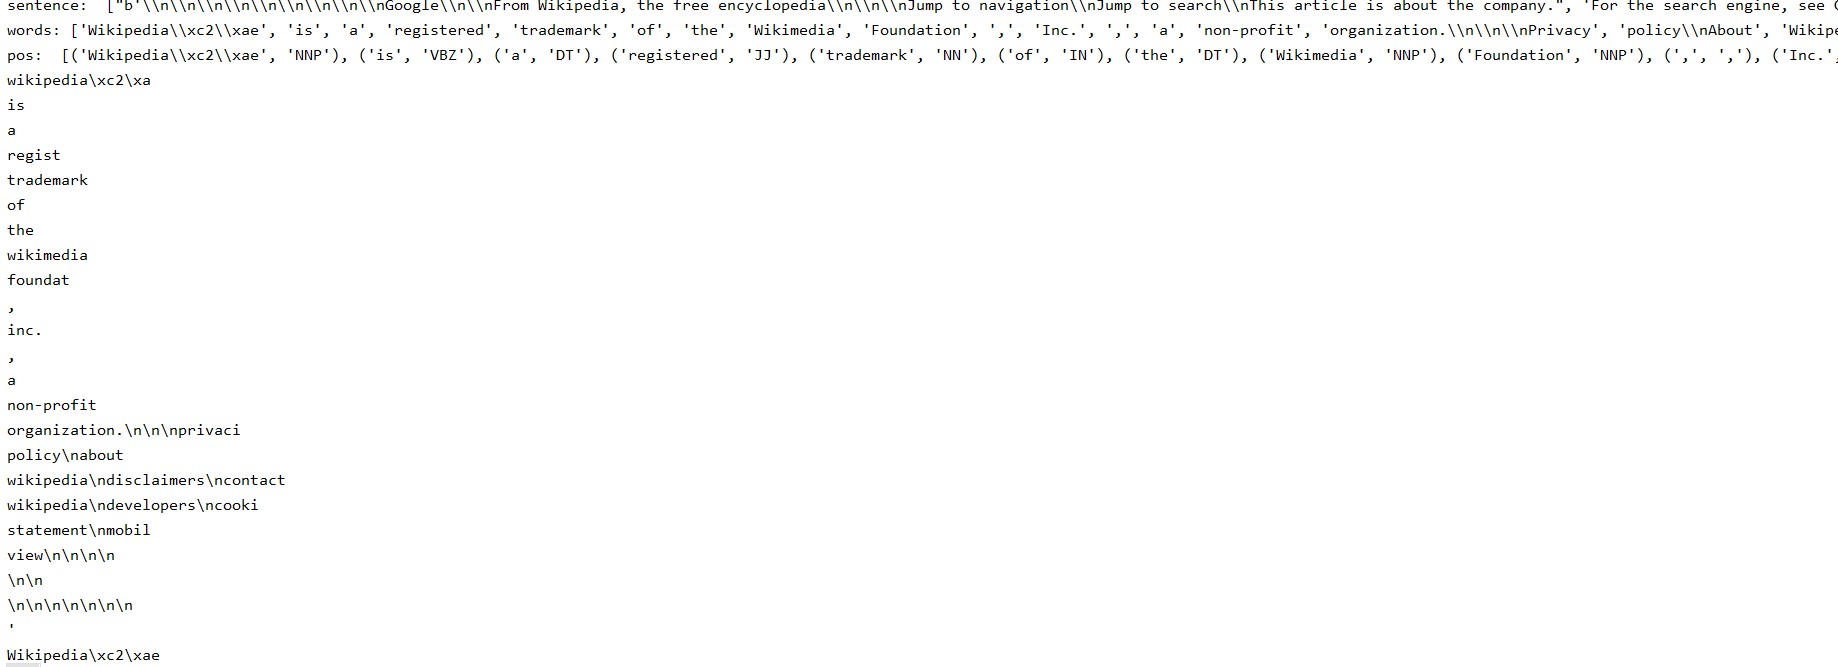 sentence:  ["b'\\n\\n\\n\\n\\n\\n\\n\\n\\nGoogle\\n\\nFrom Wikipedia, the free encyclopedia\\n\\n\\nJump to navigation\\nJump to search\\nThis article is about the company.", 'For the search engine, see
words: ['Wikipedia\\xc2\\xae', 'is', 'a', 'registered', 'trademark', 'of', 'the', 'Wikimedia', 'Foundation', ',', 'Inc.', ',', 'a', 'non-profit', 'organization.\\n\\n\\nPrivacy', 'policy\\nAbout', 'Wikipe
pos:  [('Wikipedia\\xc2\\xae', 'NNP'), ('is', 'VBZ'), ('a', 'DT'), ('registered', 'JJ'), ('trademark', 'NN'), ('of', 'IN'), ('the', 'DT'), ('Wikimedia', 'NNP'), ('Foundation', 'NNP'), (',', ','), ('Inc.',
wikipedia\xc2\xa
is
a
regist
trademark
of
the
wikimedia
foundat
,
inc.
,
a
non-profit
organization.\n\n\nprivaci
policy\nabout
wikipedia\ndisclaimers\ncontact
wikipedia\ndevelopers\ncooki
statement\nmobil
view\n\n\n\n
\n\n
\n\n\n\n\n\n\n
'
Wikipedia\xc2\xae